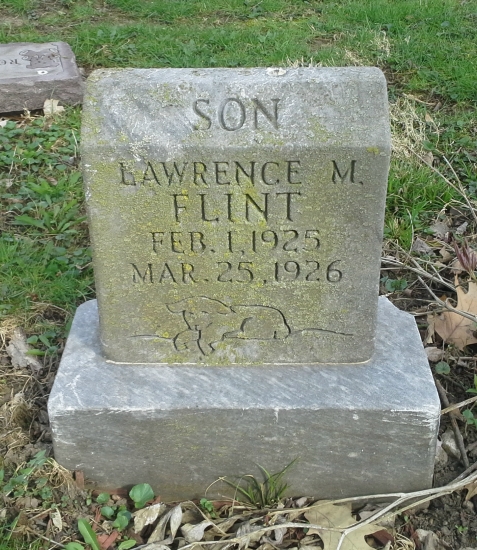 SON
LAWRENCE M.
FLINT
FEB. 1, 1925
MAR. 25, 1926